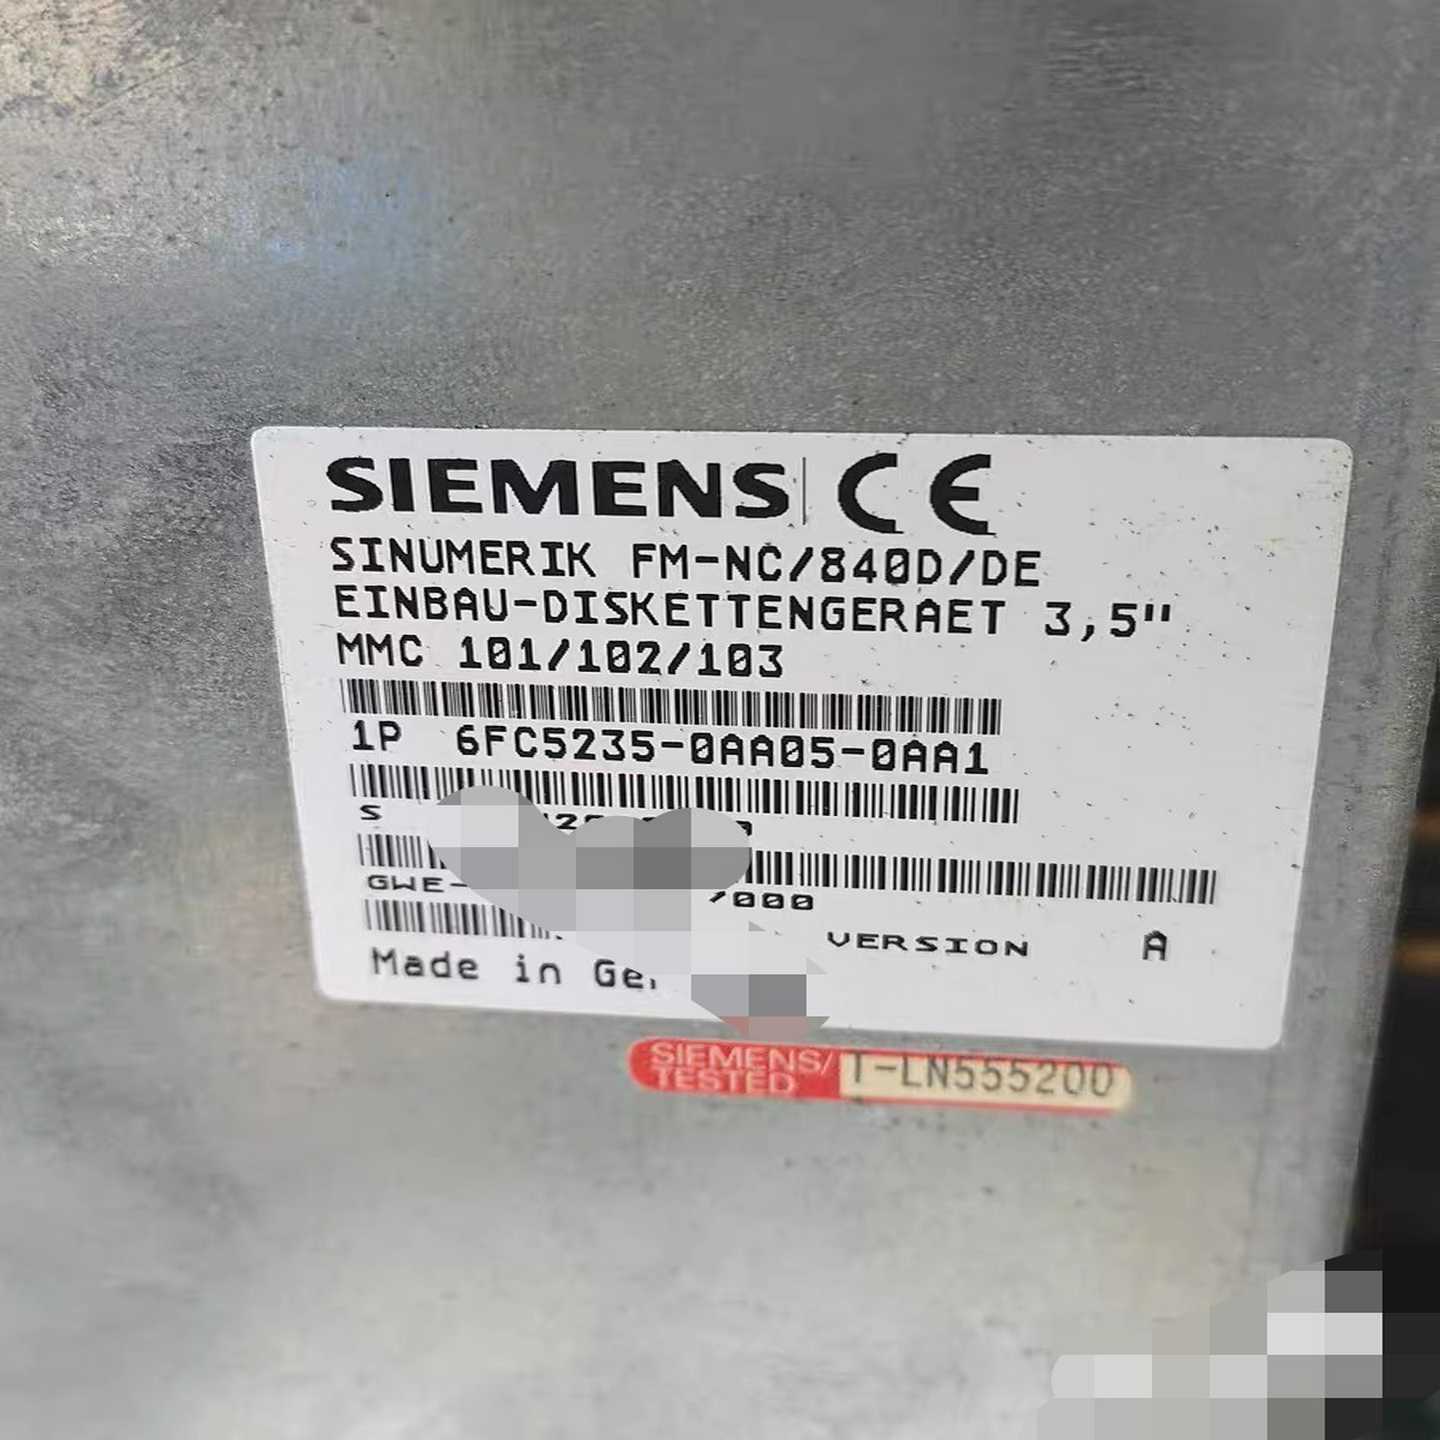 SIEMENS CE
SINUMERIK FM-NC/840D/DE
EINBAU-DISKETTENGERAET 3,5"
MMC 101/102/103
1P 6FC5235-0AA05-0AA1
S
GWE- /000
VERSION A
Made in
SIEMENS/
TESTED
T-LN555200